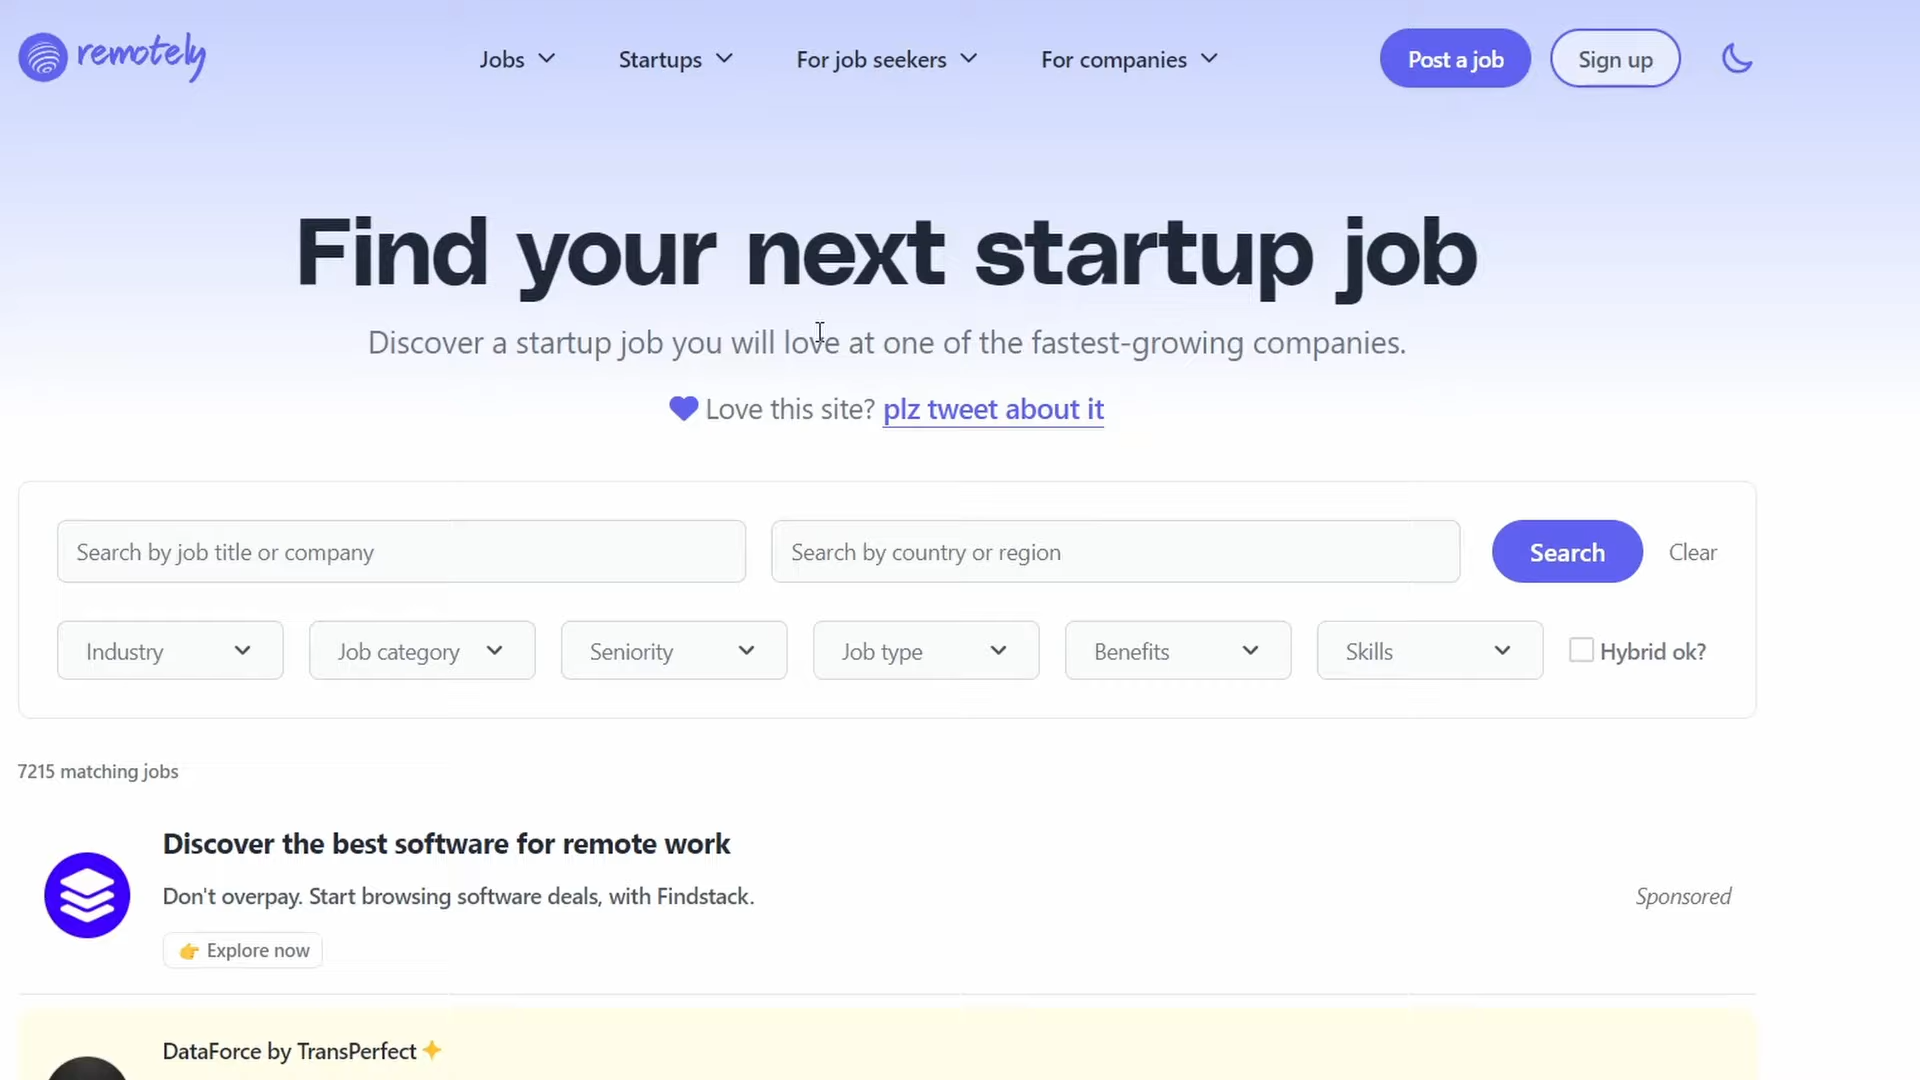 remotely
Jobs
Startups
For job seekers
For companies
Post a job
Sign up
Find your next startup job
Discover a startup job you will love at one of the fastest-growing companies.
Love this site? plz tweet about it
Search by job title or company
Search by country or region
Search
Clear
Industry
Job category
Seniority
Job type
Benefits
Skills
Hybrid ok?
7215 matching jobs
Discover the best software for remote work
Don't overpay. Start browsing software deals, with Findstack.
Sponsored
👉 Explore now
DataForce by TransPerfect